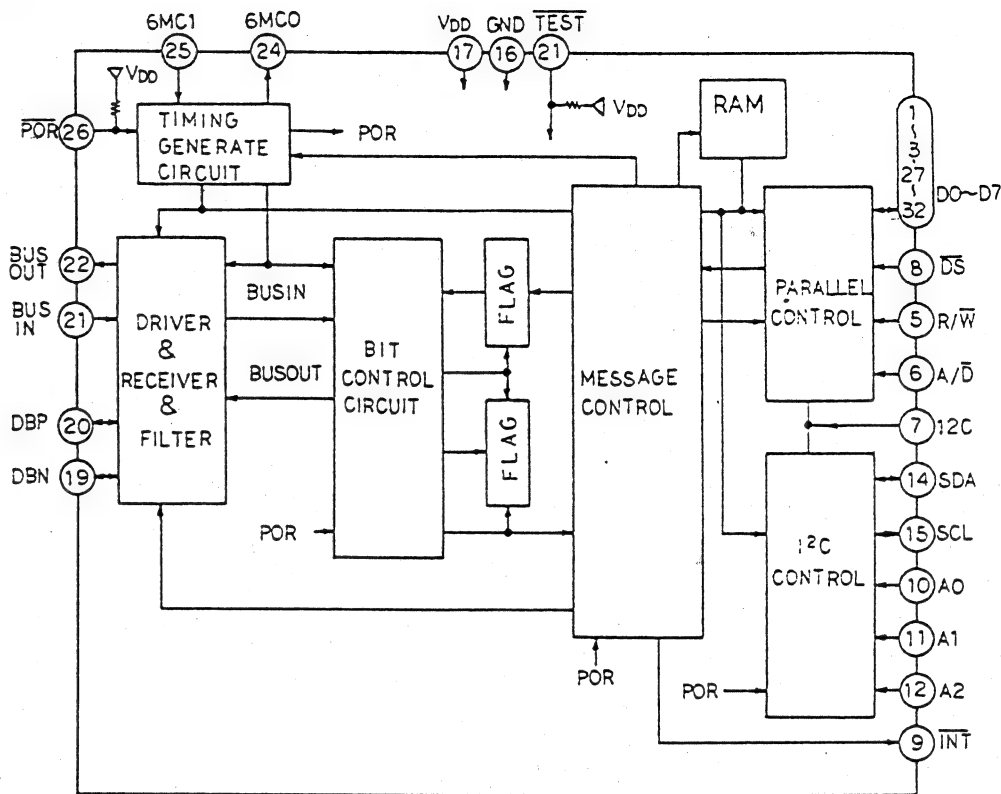 6MC1 6MC0 VDD GND TEST
25 24 17 16 21
VDD
POR 26
TIMING
GENERATE
CIRCUIT
POR
VDD
RAM
1
~
3
27
~
32
D0~D7
BUS
OUT
22
BUS
IN
21
DBP
20
DBN 19
DRIVER
&
RECEIVER
&
FILTER
BUSIN
BUSOUT
BIT
CONTROL
CIRCUIT
POR
FLAG
FLAG
MESSAGE
CONTROL
POR
PARALLEL
CONTROL
8 DS
5 R/W
6 A/D
7 12C
I²C
CONTROL
POR
14 SDA
15 SCL
10 A0
11 A1
12 A2
9 INT